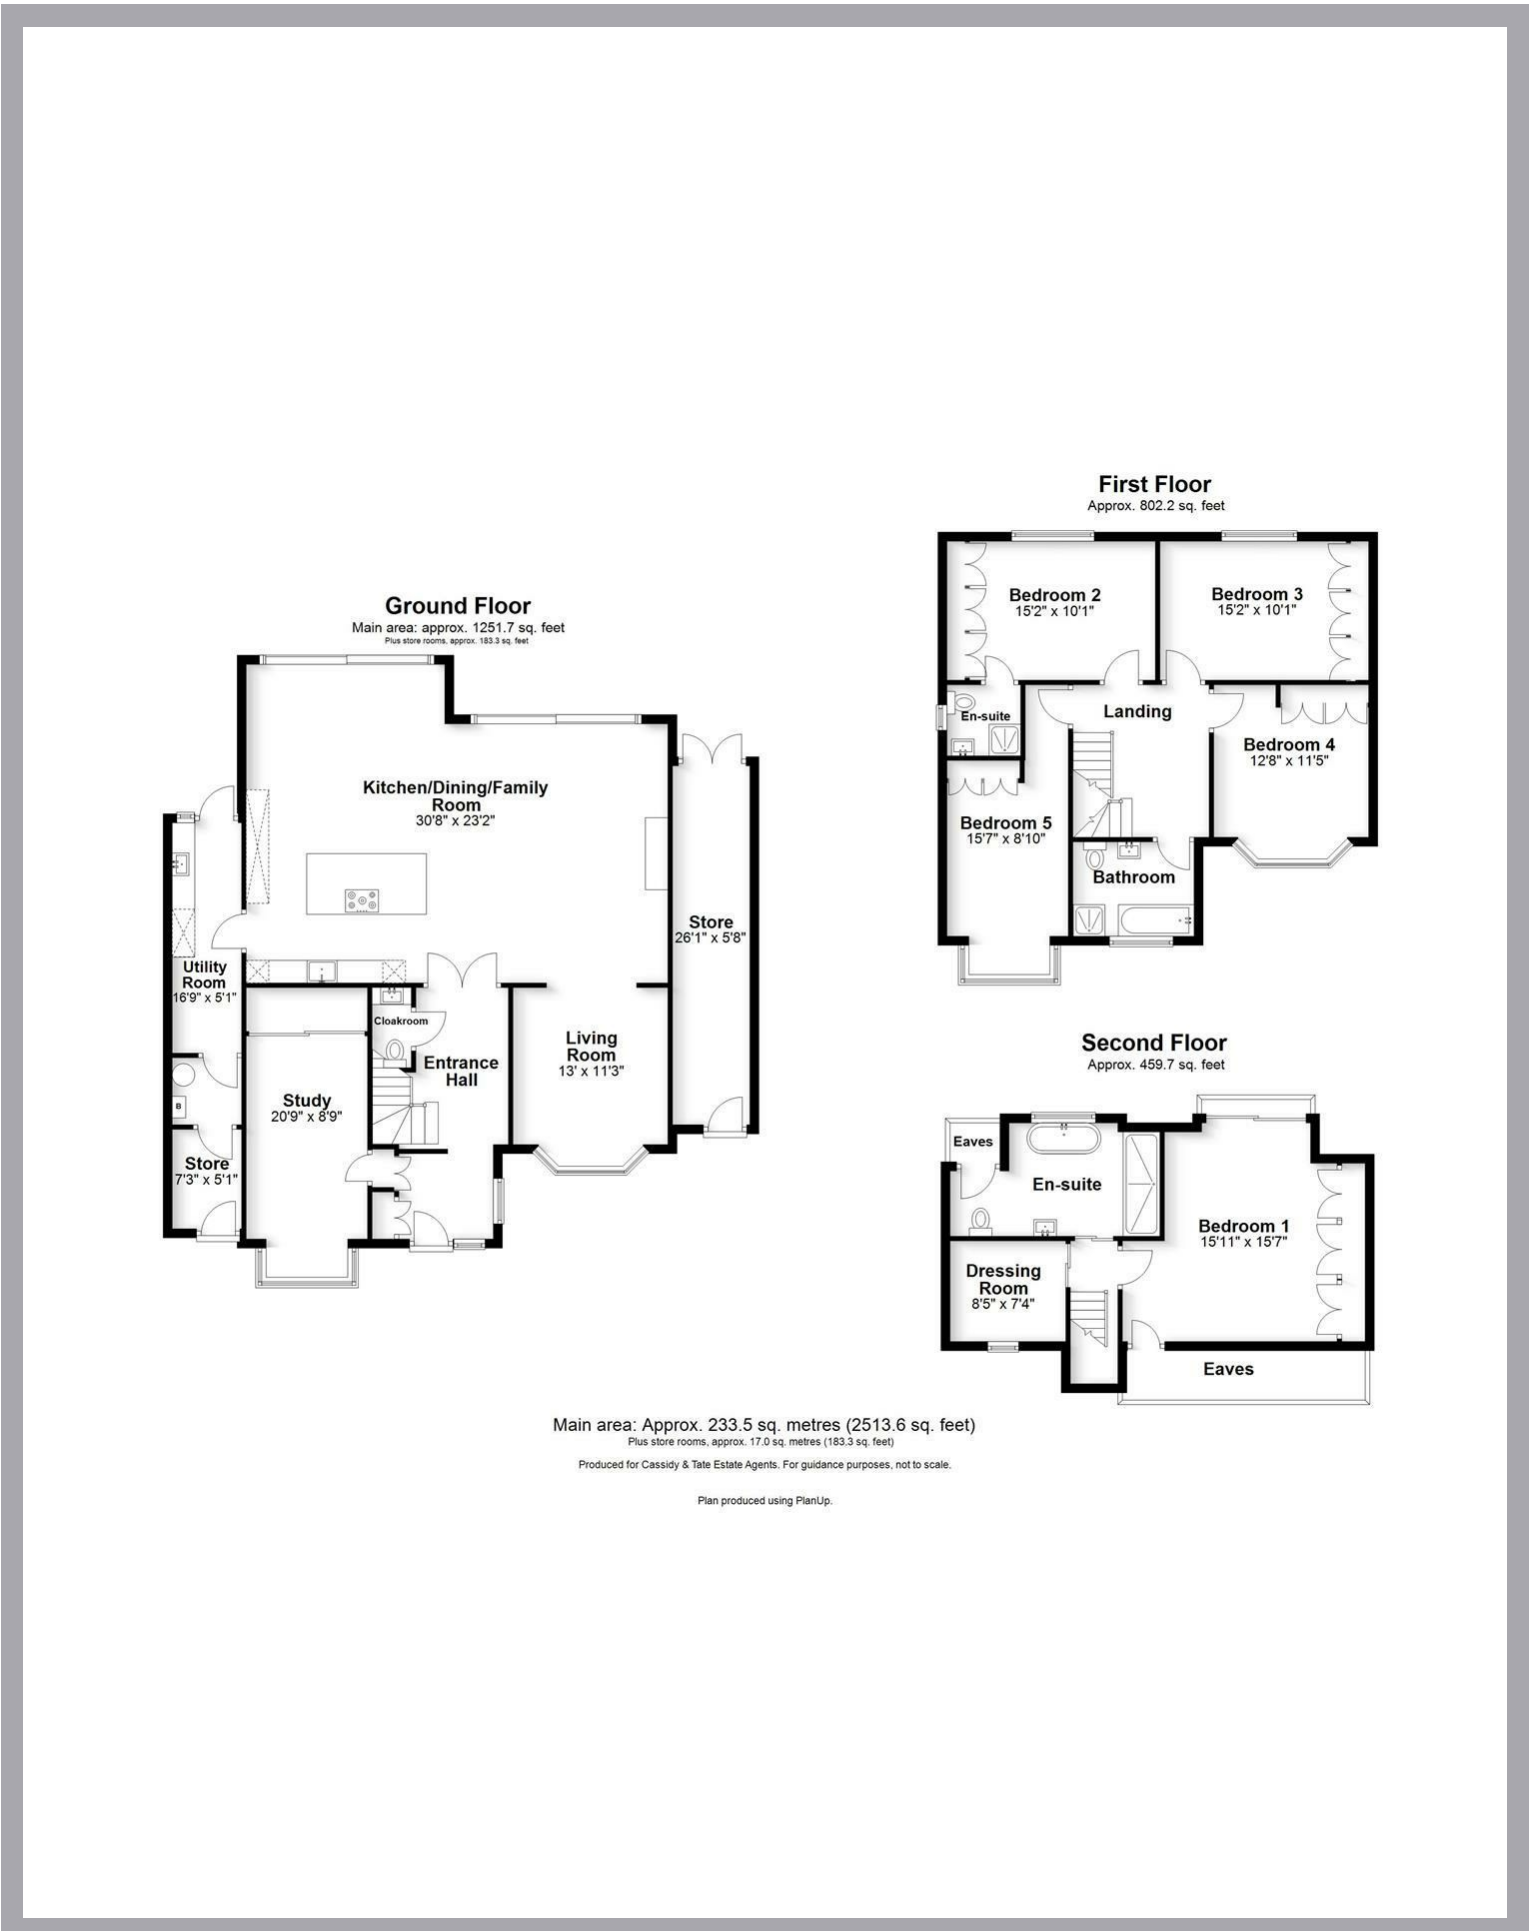 Ground Floor
Main area: approx. 1251.7 sq. feet
Plus store rooms, approx. 183.3 sq. feet
Kitchen/Dining/Family
Room
30'8" x 23'2"
Store
26'1" x 5'8"
Utility
Room
16'9" x 5'1"
Cloakroom
Living
Room
13' x 11'3"
Entrance
Hall
Study
20'9" x 8'9"
B
Store
7'3" x 5'1"
First Floor
Approx. 802.2 sq. feet
Bedroom 2
15'2" x 10'1"
Bedroom 3
15'2" x 10'1"
En-suite
Landing
Bedroom 4
12'8" x 11'5"
Bedroom 5
15'7" x 8'10"
Bathroom
Second Floor
Approx. 459.7 sq. feet
Eaves
En-suite
Bedroom 1
15'11" x 15'7"
Dressing
Room
8'5" x 7'4"
Eaves
Main area: Approx. 233.5 sq. metres (2513.6 sq. feet)
Plus store rooms, approx. 17.0 sq. metres (183.3 sq. feet)
Produced for Cassidy & Tate Estate Agents. For guidance purposes, not to scale.
Plan produced using PlanUp.